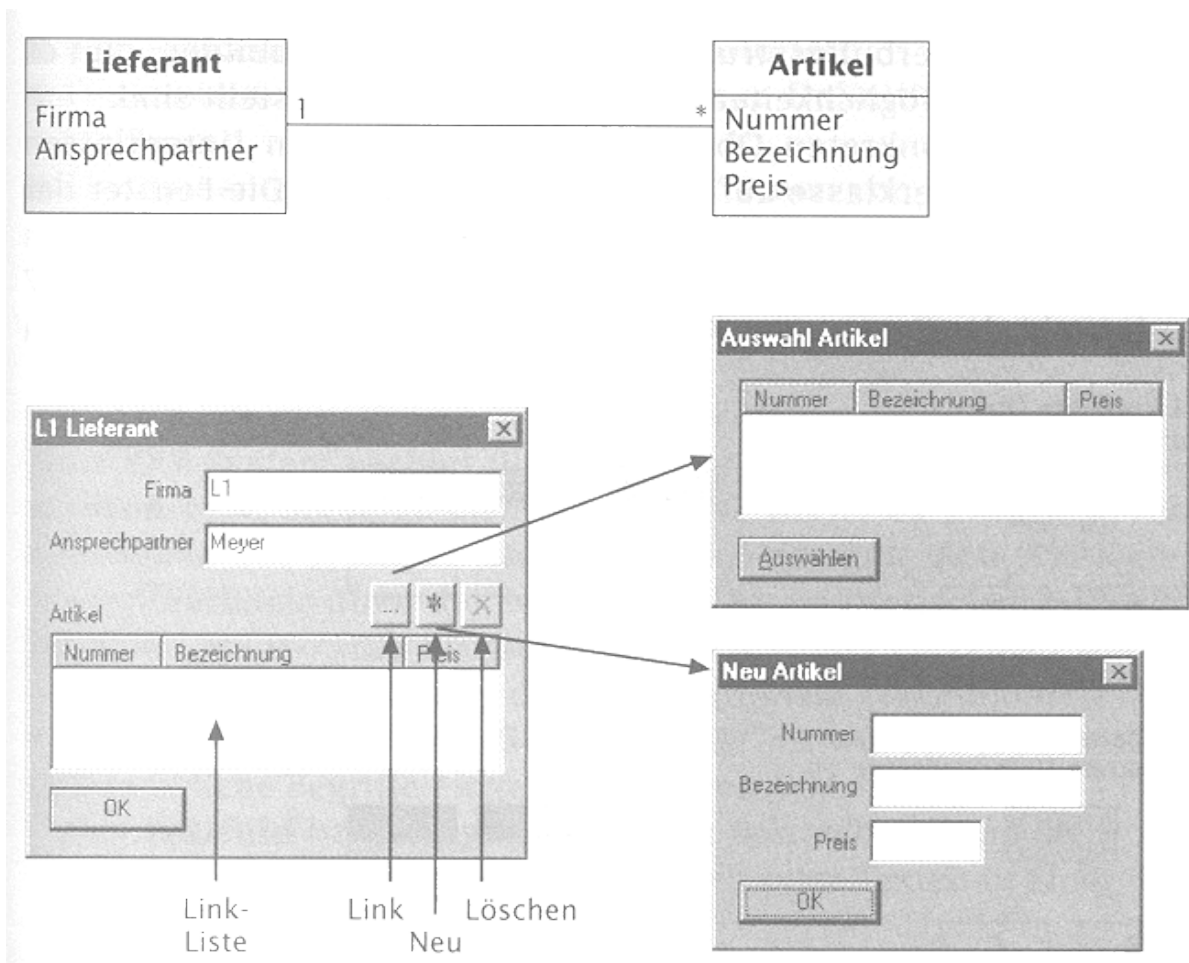 Lieferant
Firma
Ansprechpartner
1
*
Artikel
Nummer
Bezeichnung
Preis
L1 Lieferant
Firma L1
Ansprechpartner Meyer
Artikel ... * X
Nummer Bezeichnung Preis
OK
Link-
Liste
Link
Neu
Löschen
Auswahl Artikel
Nummer Bezeichnung Preis
Auswählen
Neu Artikel
Nummer
Bezeichnung
Preis
OK